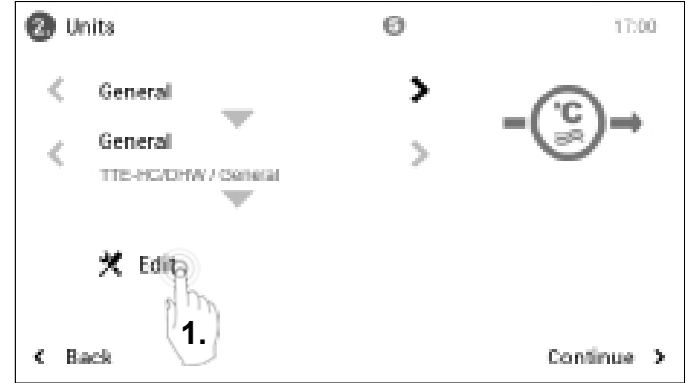 2. Units 17:00
General
°C
General
TTE-HC/DHW / General
Edit
1.
Back Continue